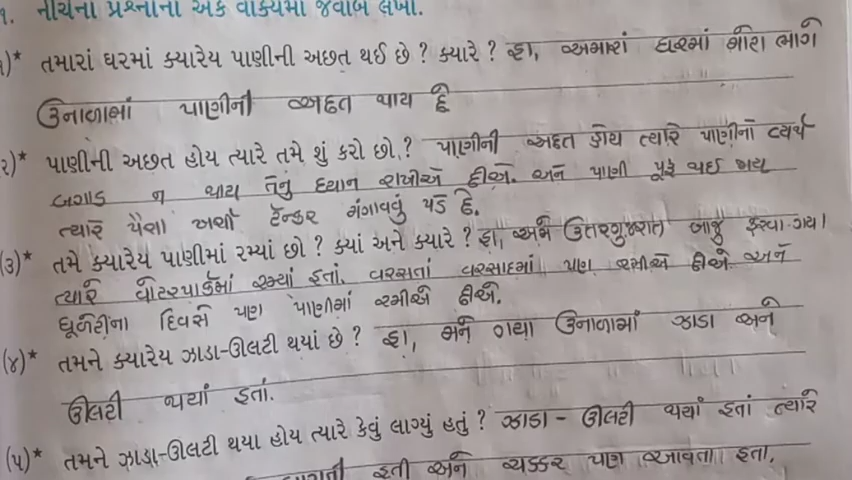 ૧. નીચેના પ્રશ્નોના એક વાક્યમાં જવાબ લખો.
૧)* તમારાં ઘરમાં ક્યારેય પાણીની અછત થઈ છે ? ક્યારે ? હા, અમારાં ઘરમાં મોટા ભાગે
ઉનાળામાં પાણીની અછત થાય છે
૨)* પાણીની અછત હોય ત્યારે તમે શું કરો છો ? પાણીની અછત હોય ત્યારે પાણીનો વ્યર્થ
બગાડ ન થાય તેનું ધ્યાન રાખીએ છીએ. અને પાણી પૂરૂ થઈ જાય
ત્યારે પૈસા ખર્ચી ટેન્કર મંગાવવું પડે છે.
(૩)* તમે ક્યારેય પાણીમાં રમ્યાં છો ? ક્યાં અને ક્યારે ? હા, અમે ઉત્તરગુજરાત બાજુ ફરવા ગયા
ત્યારે વોટરપાર્કમાં રમ્યાં હતાં. વરસતાં વરસાદમાં પણ રમીએ છીએ અને
ધૂળેટીના દિવસે પણ પાણીમાં રમીએ છીએ.
(૪)* તમને ક્યારેય ઝાડા-ઊલટી થયાં છે ? હા, મને ગયા ઉનાળામાં ઝાડા અને
ઊલટી થયાં હતાં.
(૫)* તમને ઝાડા-ઊલટી થયા હોય ત્યારે કેવું લાગ્યું હતું ? ઝાડા - ઊલટી થયાં હતાં ત્યારે
હતી અને ચક્કર પણ આવતા હતા.